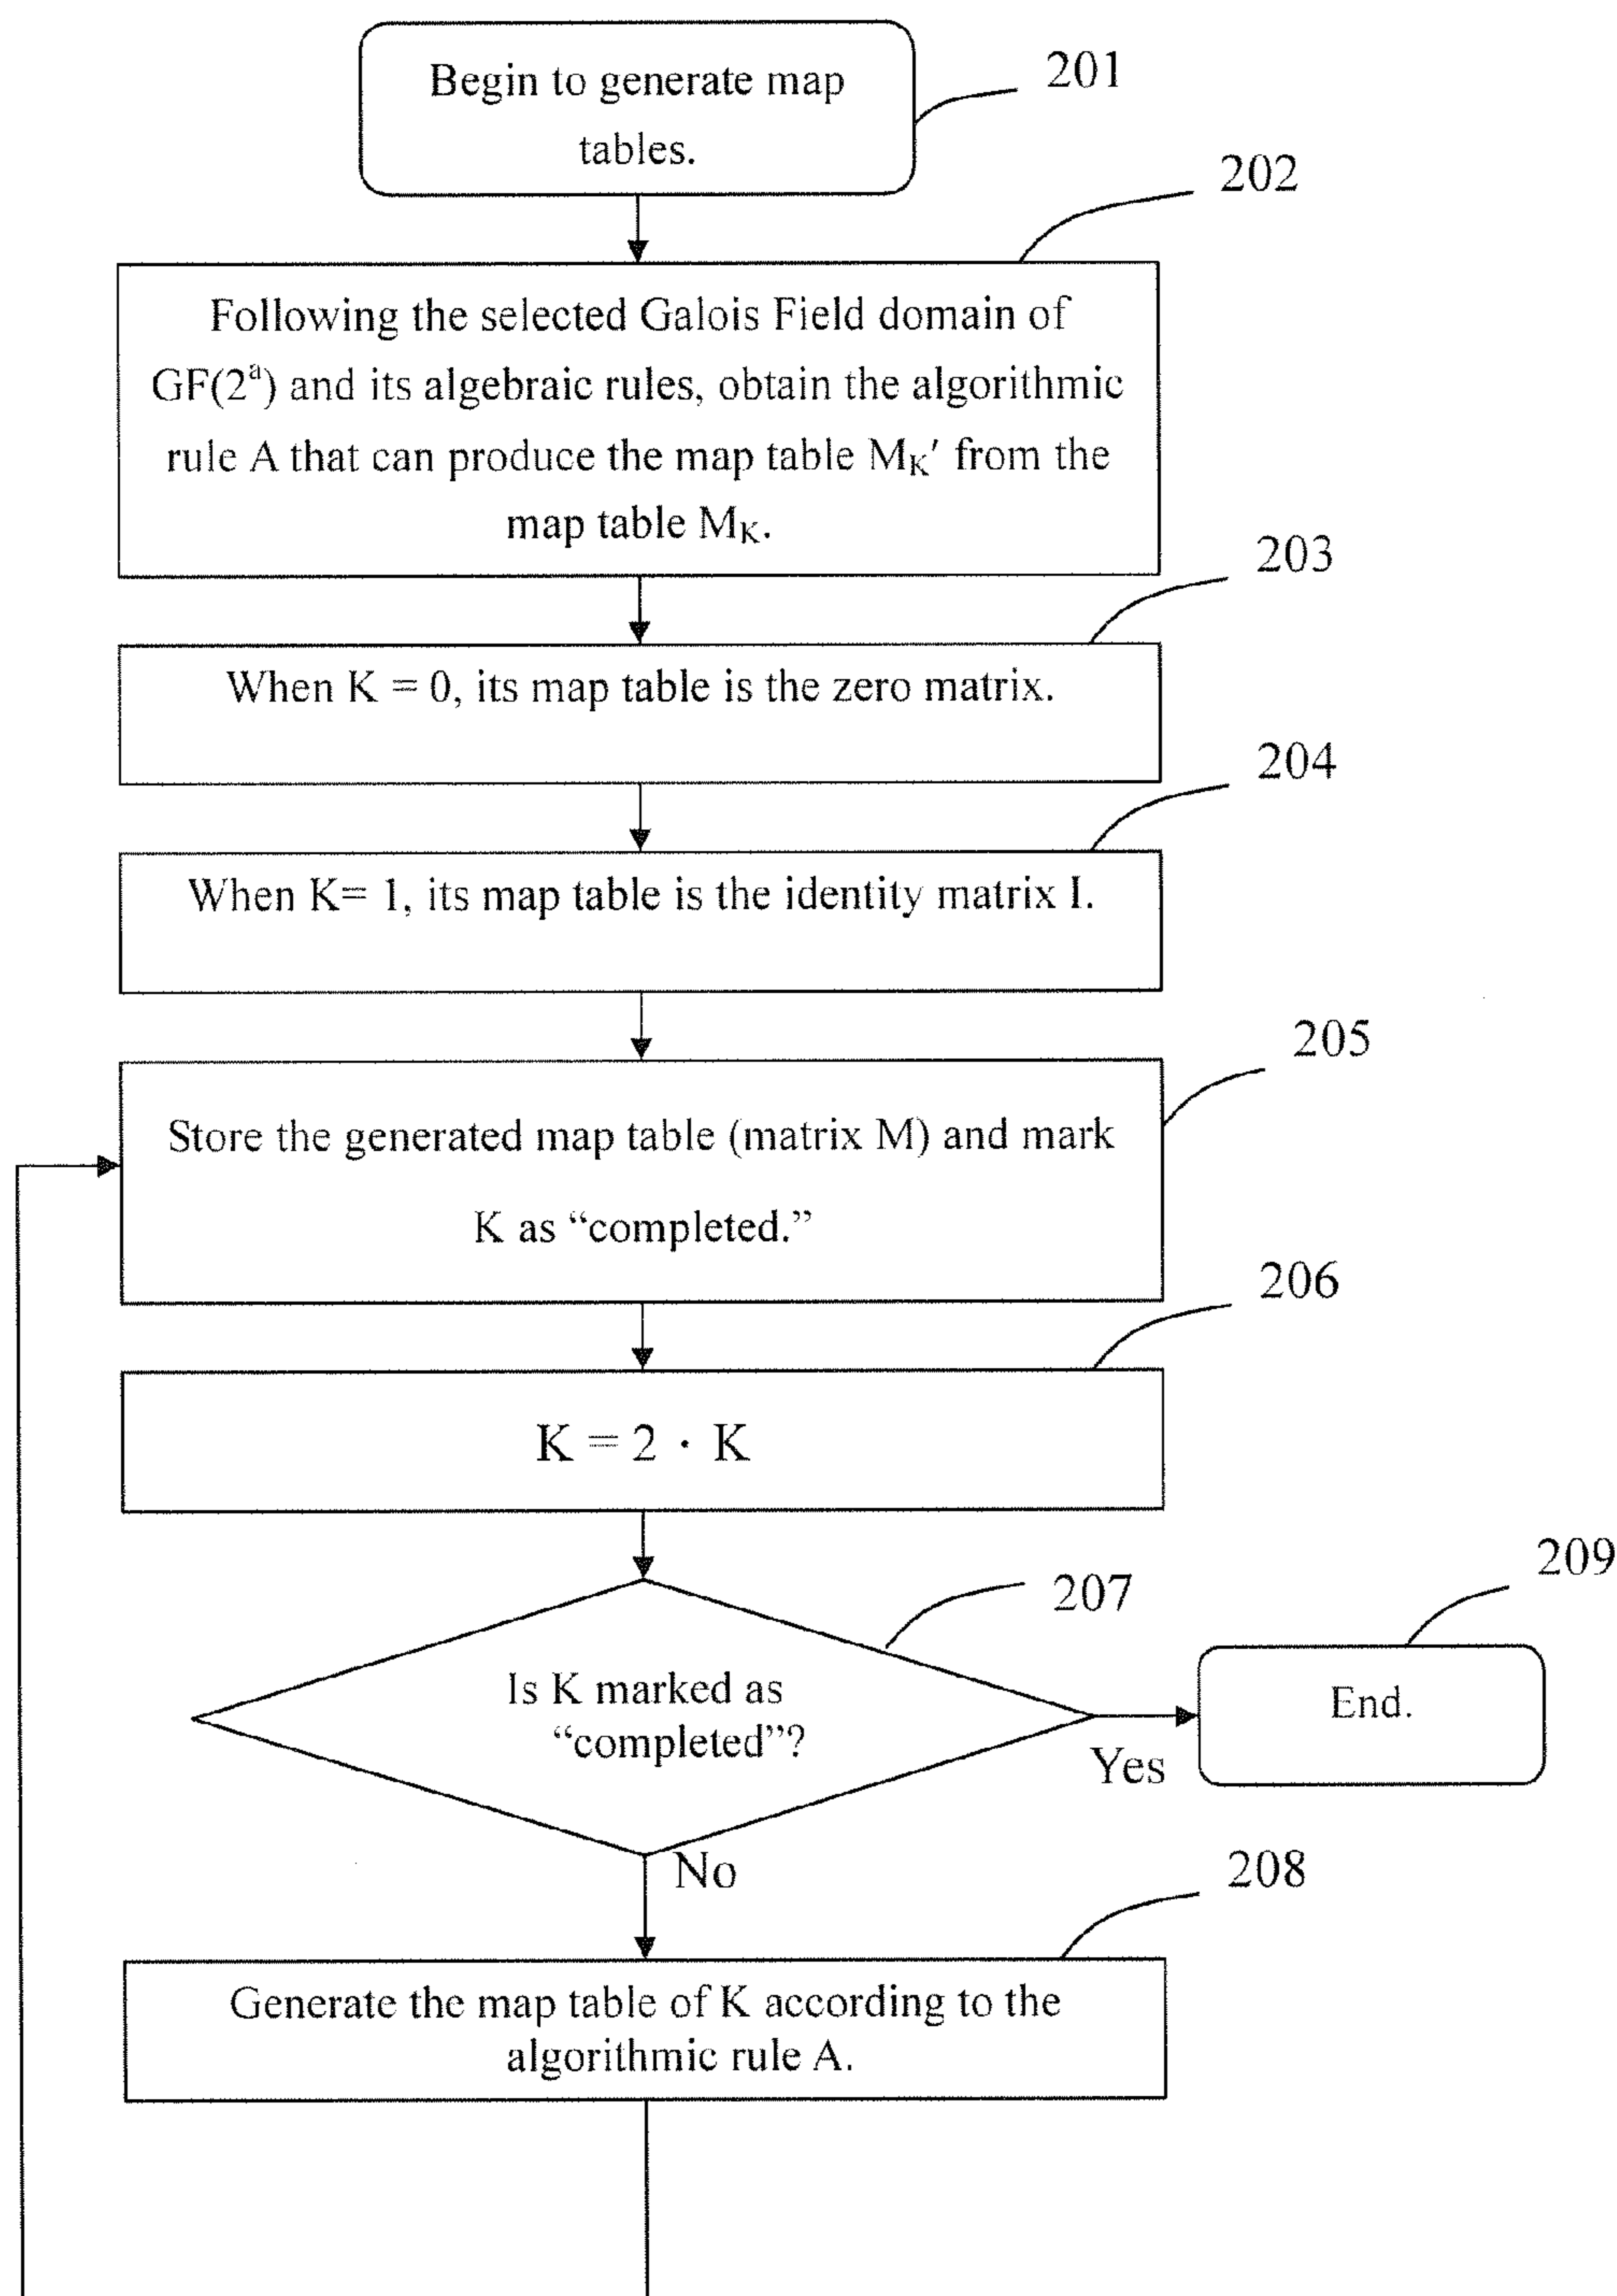 Begin to generate map
tables.
201
202
Following the selected Galois Field domain of
GF(2ᵃ) and its algebraic rules, obtain the algorithmic
rule A that can produce the map table M_K′ from the
map table M_K.
203
When K = 0, its map table is the zero matrix.
204
When K= 1, its map table is the identity matrix I.
205
Store the generated map table (matrix M) and mark
K as “completed.”
206
K = 2 · K
207
Is K marked as
“completed”?
Yes
209
End.
No
208
Generate the map table of K according to the
algorithmic rule A.